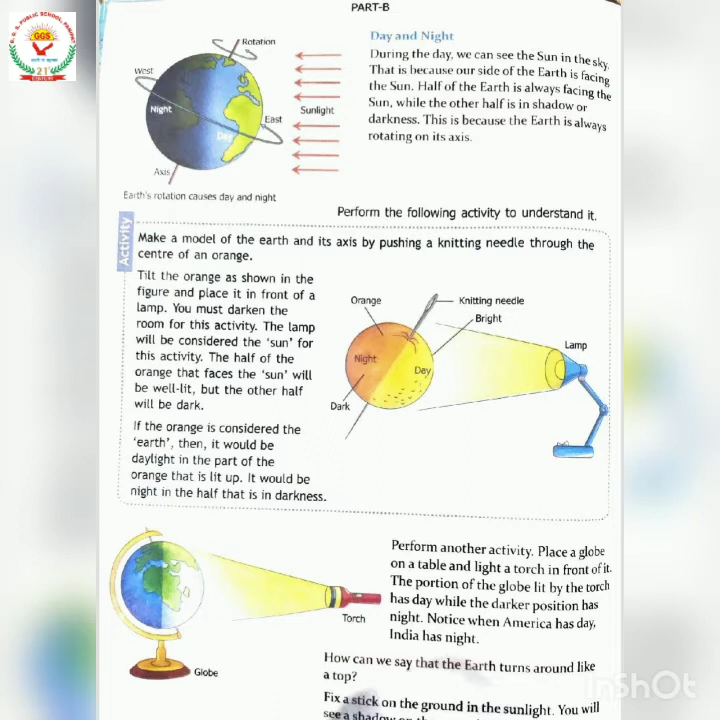 PART-B
G. G. S. PUBLIC SCHOOL,
GGS
21
Rotation
West
Night
Day
East
Sunlight
Axis
Earth's rotation causes day and night
Day and Night
During the day, we can see the Sun in the sky.
That is because our side of the Earth is facing
the Sun. Half of the Earth is always facing the
Sun, while the other half is in shadow or
darkness. This is because the Earth is always
rotating on its axis.
Perform the following activity to understand it.
Activity
Make a model of the earth and its axis by pushing a knitting needle through the
centre of an orange.
Tilt the orange as shown in the
figure and place it in front of a
lamp. You must darken the
room for this activity. The lamp
will be considered the 'sun' for
this activity. The half of the
orange that faces the 'sun' will
be well-lit, but the other half
will be dark.
If the orange is considered the
'earth', then, it would be
daylight in the part of the
orange that is lit up. It would be
night in the half that is in darkness.
Orange
Knitting needle
Bright
Lamp
Night
Day
Dark
Torch
Globe
Perform another activity. Place a globe
on a table and light a torch in front of it.
The portion of the globe lit by the torch
has day while the darker position has
night. Notice when America has day,
India has night.
How can we say that the Earth turns around like
a top?
Fix a stick on the ground in the sunlight. You will
see a shadow on the
InShOt